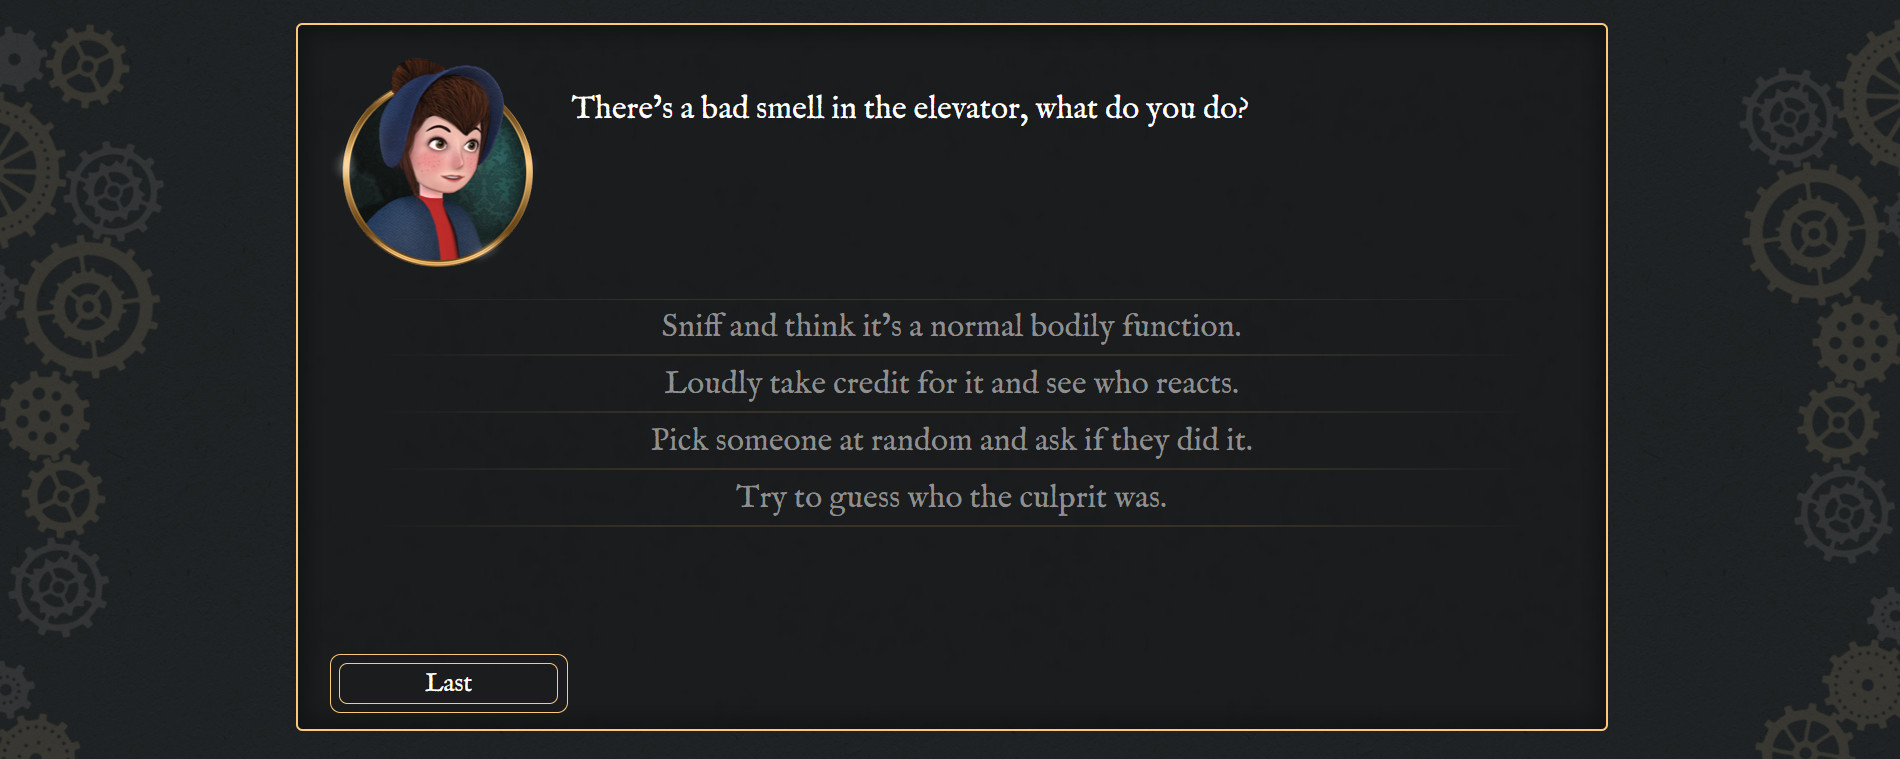 There's a bad smell in the elevator, what do you do?
Sniff and think it's a normal bodily function.
Loudly take credit for it and see who reacts.
Pick someone at random and ask if they did it.
Try to guess who the culprit was.
Last